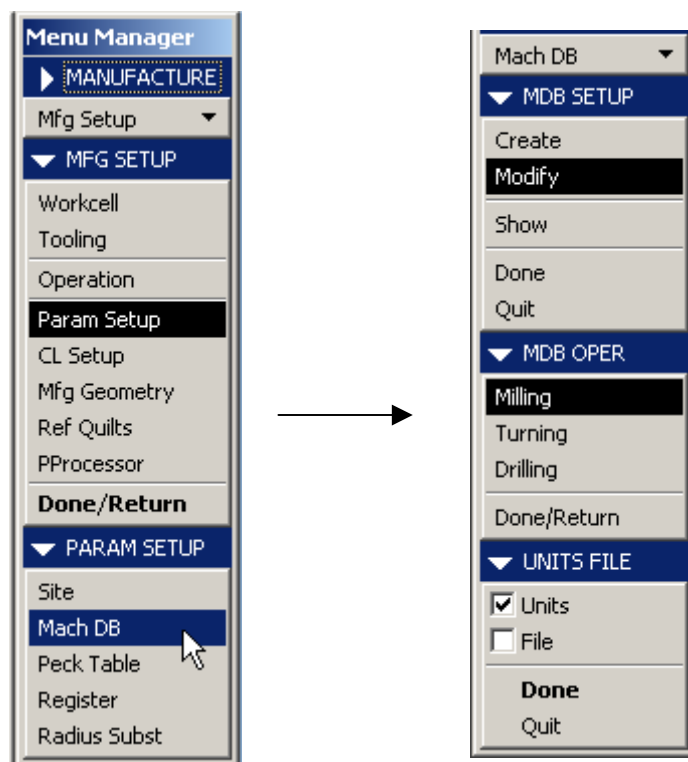 Menu Manager
MANUFACTURE
Mfg Setup
MFG SETUP
Workcell
Tooling
Operation
Param Setup
CL Setup
Mfg Geometry
Ref Quilts
PProcessor
Done/Return
PARAM SETUP
Site
Mach DB
Peck Table
Register
Radius Subst
Mach DB
MDB SETUP
Create
Modify
Show
Done
Quit
MDB OPER
Milling
Turning
Drilling
Done/Return
UNITS FILE
Units
File
Done
Quit